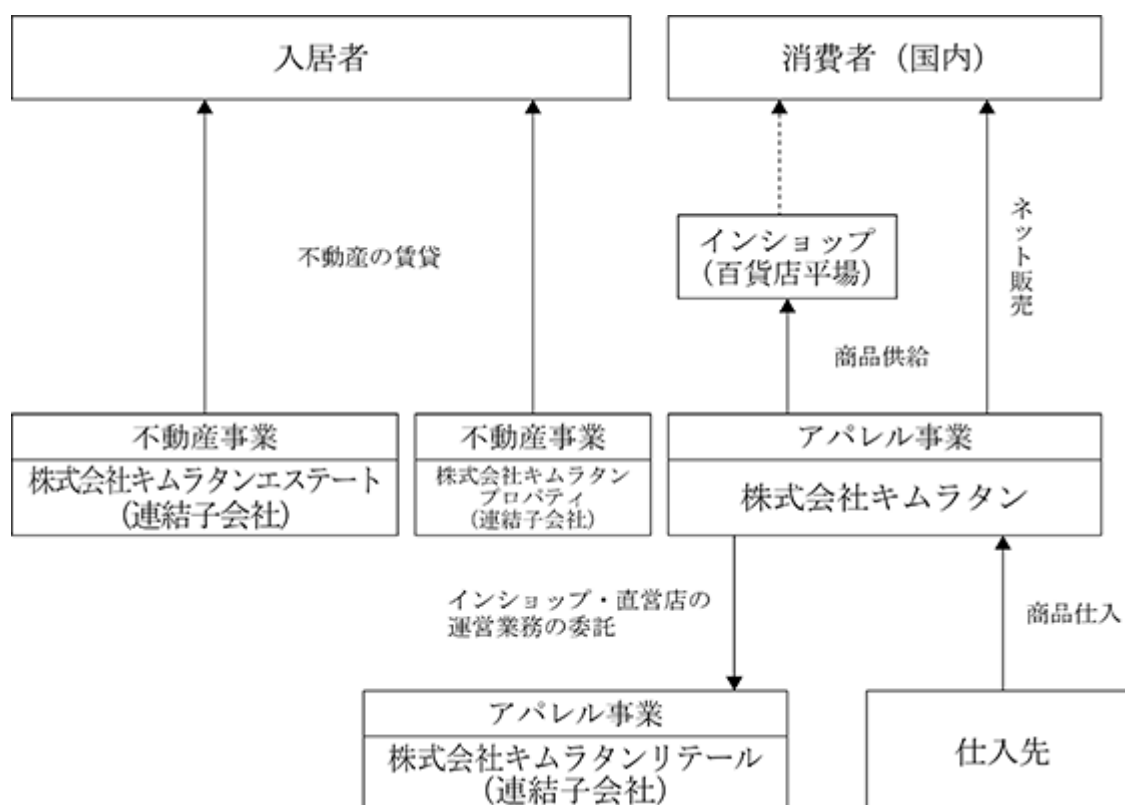 入居者
消費者（国内）
インショップ
（百貨店平場）
ネット販売
不動産の賃貸
商品供給
不動産事業
株式会社キムラタンエステート
（連結子会社）
不動産事業
株式会社キムラタン
プロパティ
（連結子会社）
アパレル事業
株式会社キムラタン
インショップ・直営店の
運営業務の委託
商品仕入
アパレル事業
株式会社キムラタンリテール
（連結子会社）
仕入先